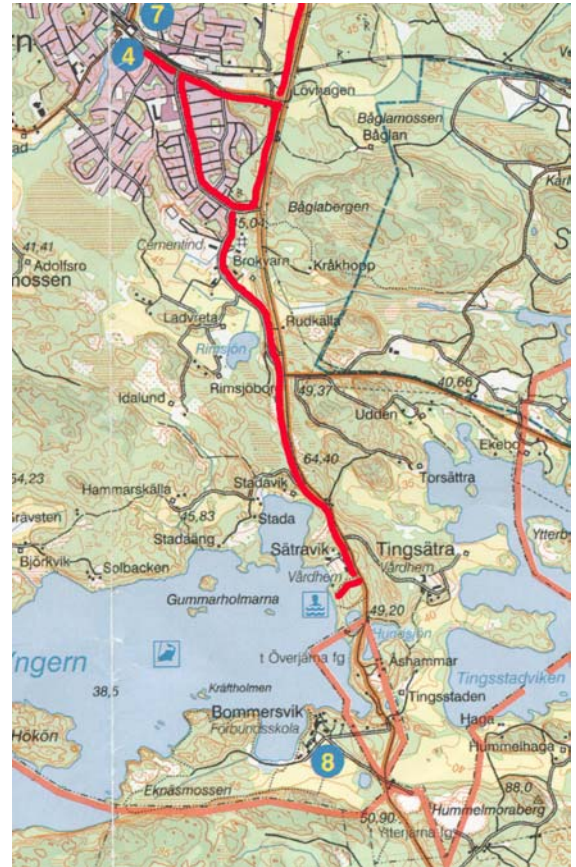 7
rn
4
Lövhagen
Båglamossen
Båglan
5,01
Båglabergen
Cementind.
41,41
Adolfsro
mossen
Brokvarn
Kråkhopp
S
Ladvreta
Rudkälla
Rimsjön
Rimsjöborg
49,37
40,66
Idalund
Udden
Ekebo
64,40
54,23
Torsättra
Hammarskälla
Stadavik
Grävsten
45,83
Stada
Stadaäng
Björkvik
Solbacken
Sätravik
Tingsätra
Vårdhem
Vårdhem
Gummarholmarna
49,20
Yngern
t Överjärna fg
Åshammar
Tingsstadviken
38,5
Kräftholmen
Tingsstaden
Bommersvik
Förbundsskola
Haga
Hökön
Hummelhaga
8
Eknäsmossen
88,0
Hummelmoraberg
50,90
t Ytterjärna fg